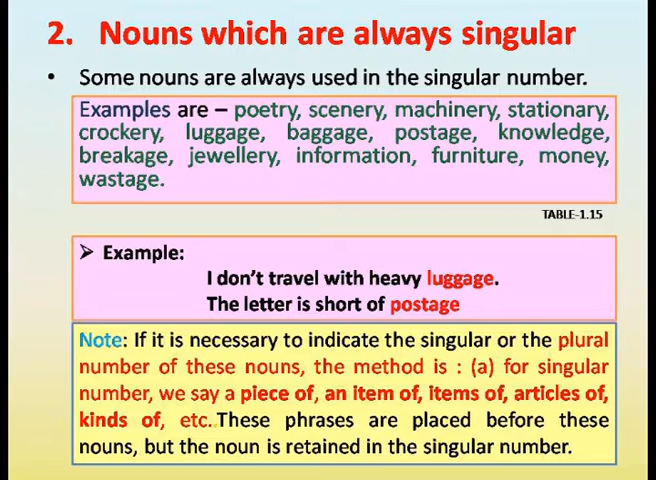 2. Nouns which are always singular
• Some nouns are always used in the singular number.
Examples are – poetry, scenery, machinery, stationary,
crockery, luggage, baggage, postage, knowledge,
breakage, jewellery, information, furniture, money,
wastage.
TABLE-1.15
➢ Example:
I don't travel with heavy luggage.
The letter is short of postage
Note: If it is necessary to indicate the singular or the plural
number of these nouns, the method is : (a) for singular
number, we say a piece of, an item of, items of, articles of,
kinds of, etc. These phrases are placed before these
nouns, but the noun is retained in the singular number.